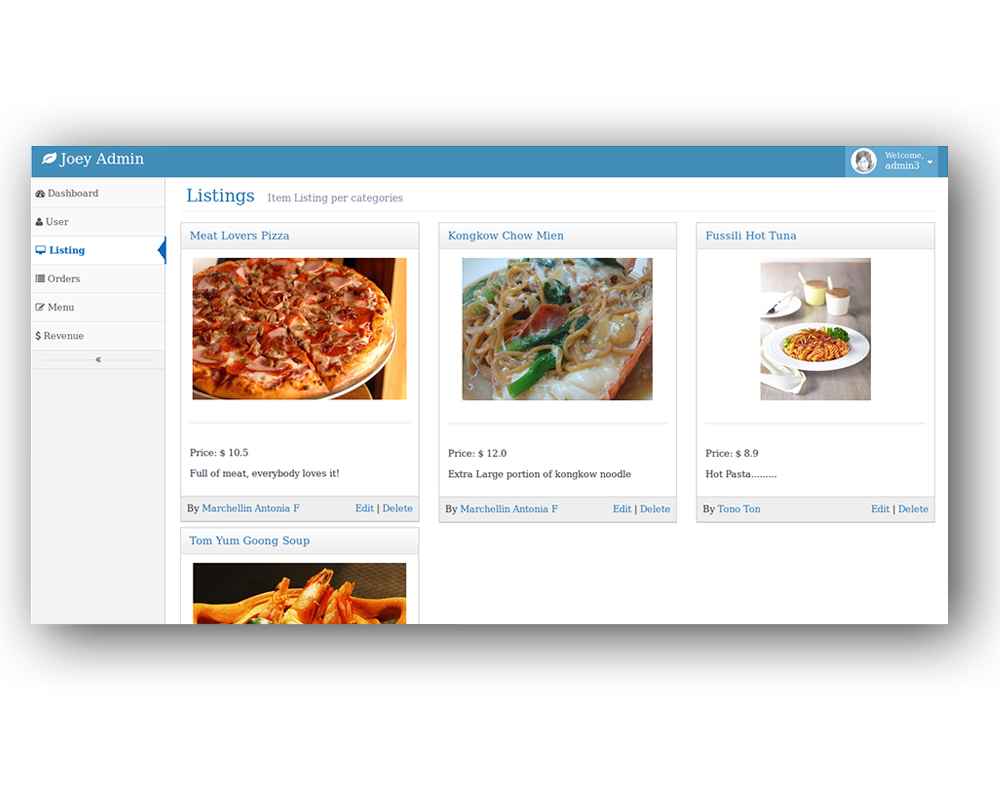 Joey Admin
Welcome,
admin3
Dashboard
User
Listing
Orders
Menu
$ Revenue
«
Listings Item Listing per categories
Meat Lovers Pizza
Price: $ 10.5
Full of meat, everybody loves it!
By Marchellin Antonia F Edit | Delete
Kongkow Chow Mien
Price: $ 12.0
Extra Large portion of kongkow noodle
By Marchellin Antonia F Edit | Delete
Fussili Hot Tuna
Price: $ 8.9
Hot Pasta.........
By Tono Ton Edit | Delete
Tom Yum Goong Soup